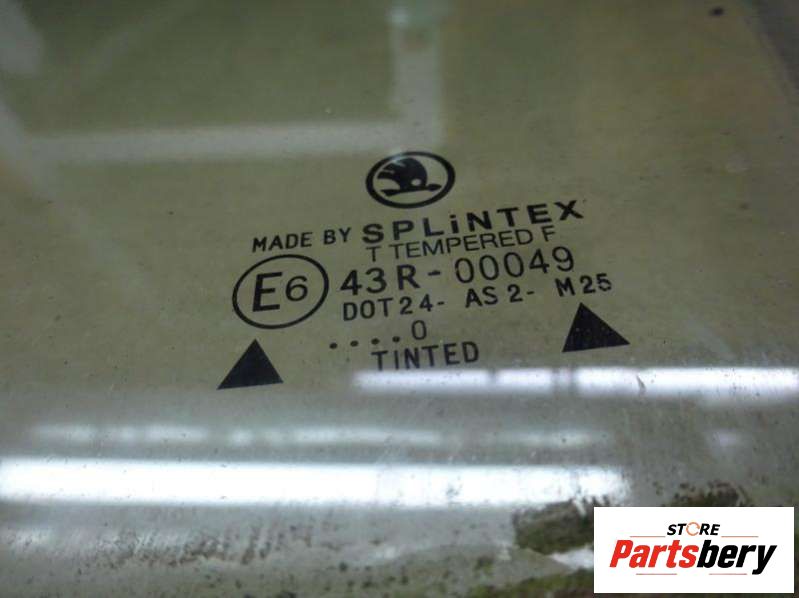 MADE BY SPLiNTEX
T TEMPERED F
E6 43R-00049
DOT24- AS2- M25
....0
TINTED
STORE
Partsbery